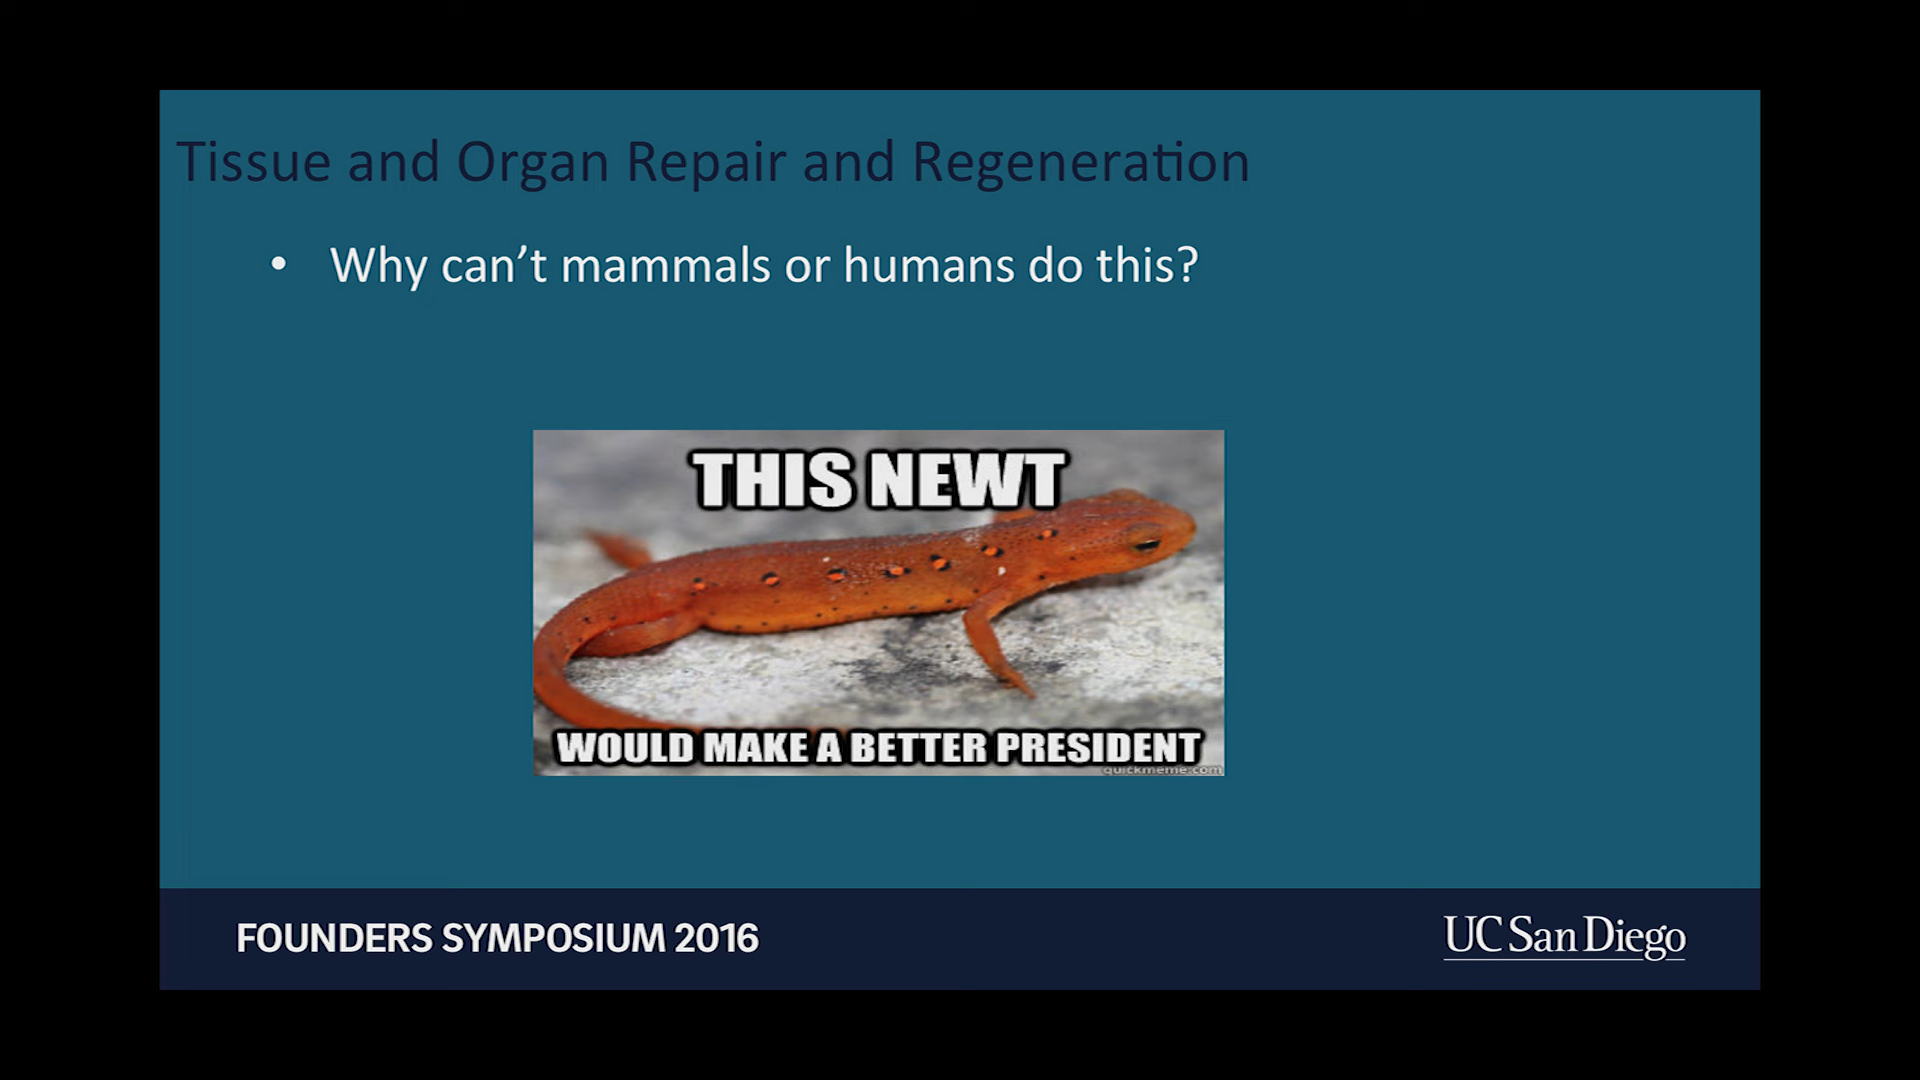 Tissue and Organ Repair and Regeneration
• Why can’t mammals or humans do this?
THIS NEWT
WOULD MAKE A BETTER PRESIDENT
quickmeme.com
FOUNDERS SYMPOSIUM 2016
UC San Diego